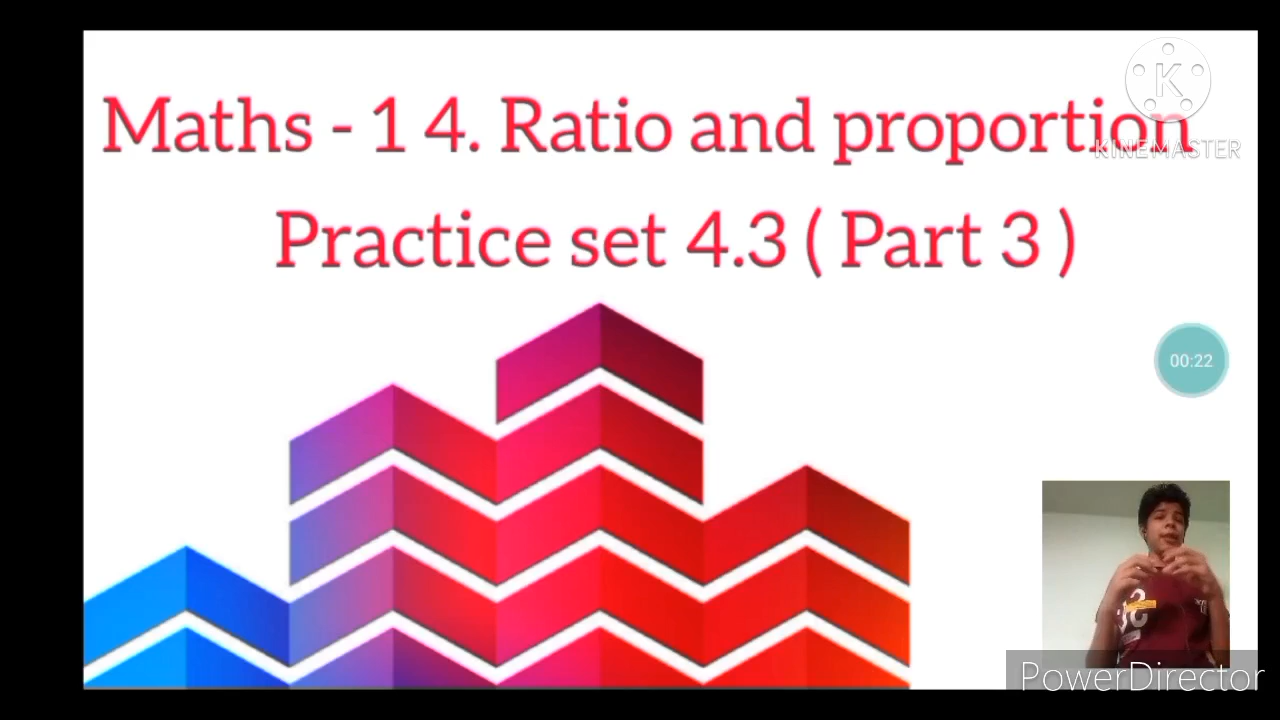 Maths - 1 4. Ratio and proportion
KINEMASTER
Practice set 4.3 ( Part 3 )
00:22
PowerDirector